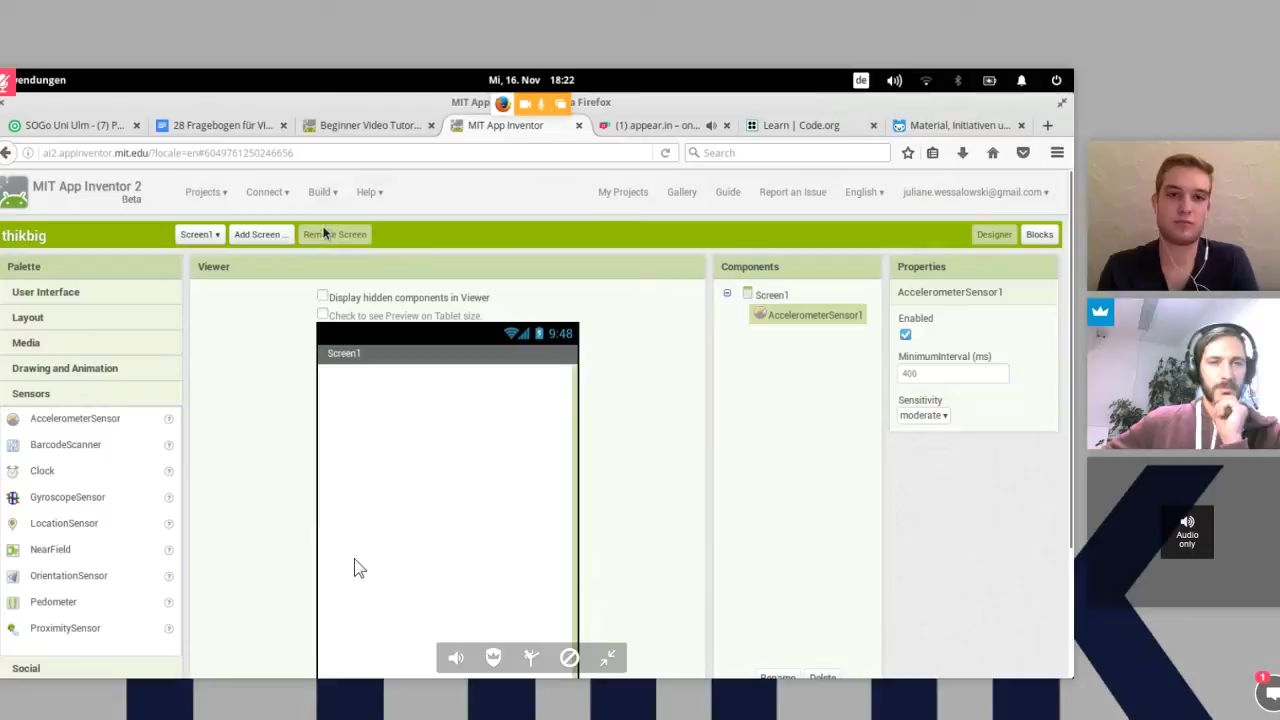 wendungen
Mi, 16. Nov 18:22
de
MIT App
a Firefox
SOGo Uni Ulm - (7) P...
28 Fragebogen für Vi...
Beginner Video Tutor...
MIT App Inventor
(1) appear.in – on...
Learn | Code.org
Material, Initiativen u...
ai2.appinventor.mit.edu/?locale=en#6049761250246656
Search
MIT App Inventor 2
Beta
Projects
Connect
Build
Help
My Projects
Gallery
Guide
Report an Issue
English
juliane.wessalowski@gmail.com
thikbig
Screen1
Add Screen ...
Remove Screen
Designer
Blocks
Palette
User Interface
Layout
Media
Drawing and Animation
Sensors
AccelerometerSensor
BarcodeScanner
Clock
GyroscopeSensor
LocationSensor
NearField
OrientationSensor
Pedometer
ProximitySensor
Social
Viewer
Display hidden components in Viewer
Check to see Preview on Tablet size.
9:48
Screen1
Components
Screen1
AccelerometerSensor1
Rename
Delete
Properties
AccelerometerSensor1
Enabled
MinimumInterval (ms)
400
Sensitivity
moderate
Audio
only
1